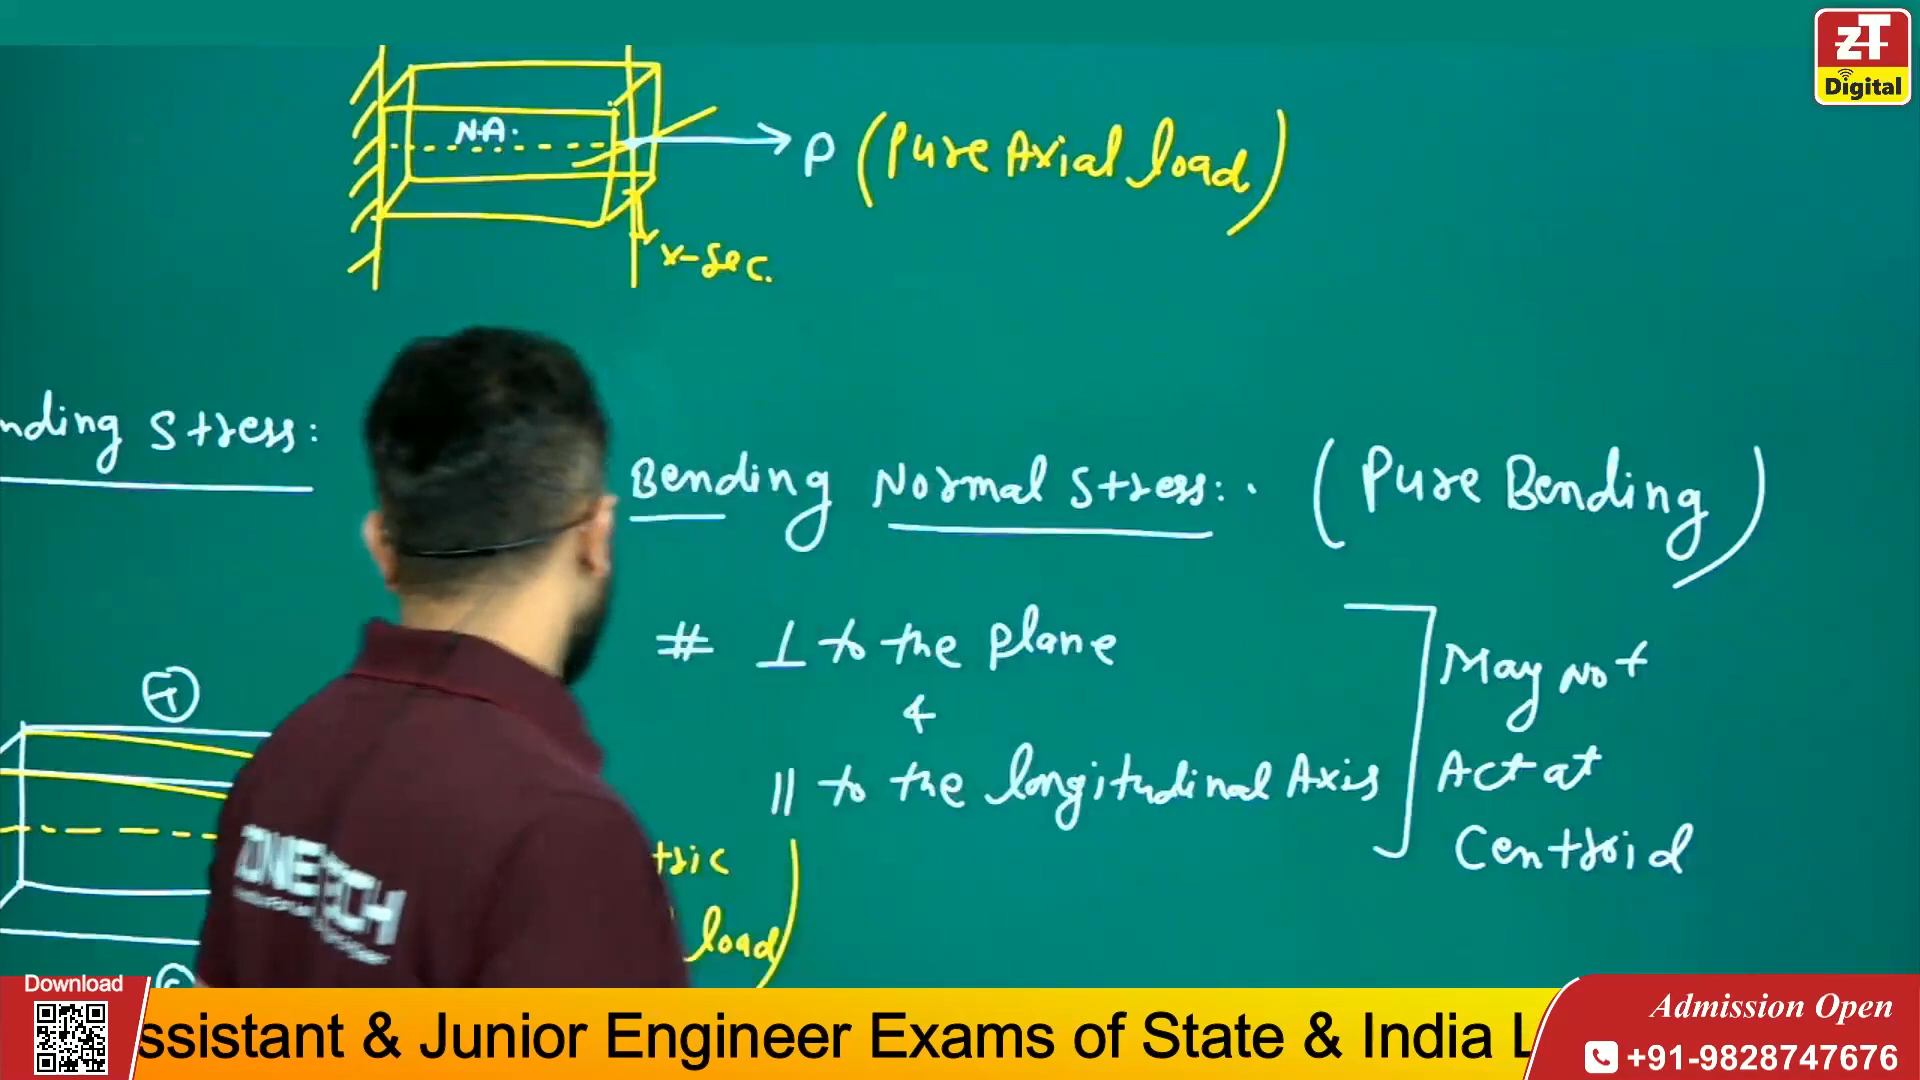 ZT
Digital
N.A.
P (Pure Axial load)
x-sec.
nding Stress:
Bending Normal Stress: (Pure Bending)
# ⊥ to the plane
&
|| to the longitudinal Axis
May Not
Act at
Centroid
T
tric
load)
Download
ssistant & Junior Engineer Exams of State & India L
Admission Open
+91-9828747676